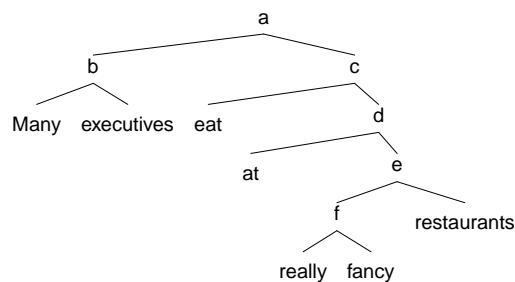 a
b c
Many executives eat d
at e
f restaurants
really fancy